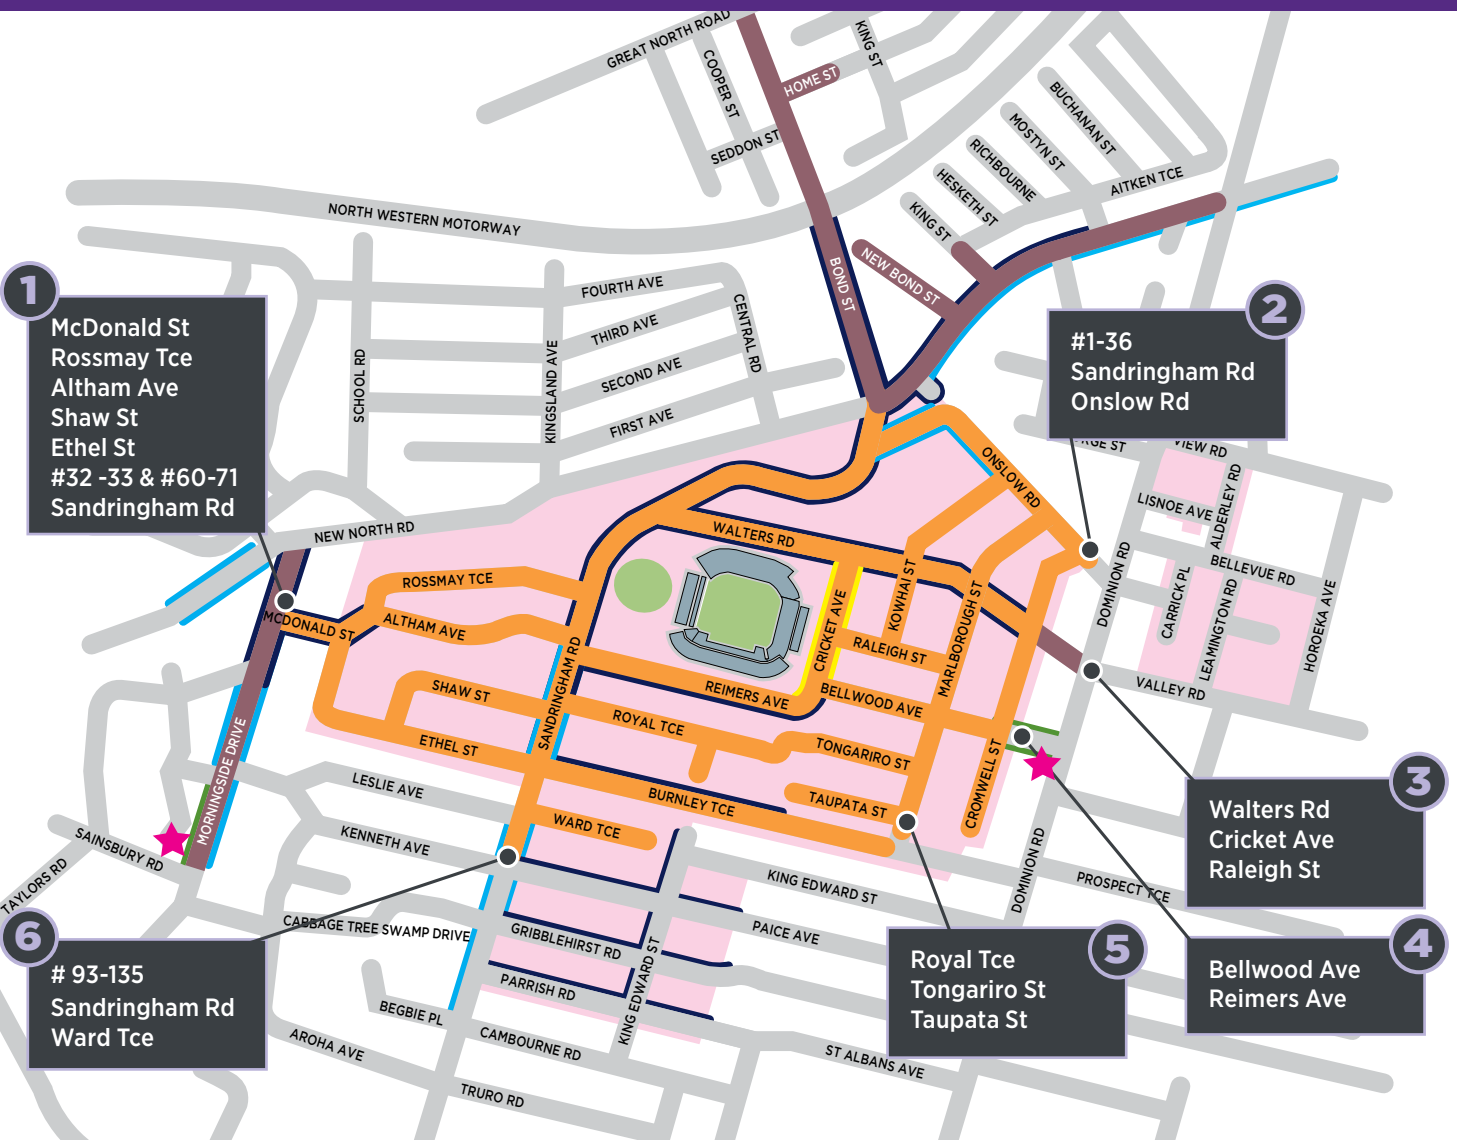 GREAT NORTH ROAD
COOPER ST
HOME ST
KING ST
SEDDON ST
BUCHANAN ST
MOSTYN ST
RICHBOURNE
HESKETH ST
KING ST
AITKEN TCE
NORTH WESTERN MOTORWAY
BOND ST
NEW BOND ST
FOURTH AVE
THIRD AVE
SECOND AVE
FIRST AVE
CENTRAL RD
SCHOOL RD
KINGSLAND AVE
1
McDonald St
Rossmay Tce
Altham Ave
Shaw St
Ethel St
#32 -33 & #60-71
Sandringham Rd
2
#1-36
Sandringham Rd
Onslow Rd
RGE ST
VIEW RD
ONSLOW RD
LISNOE AVE
ALDERLEY RD
BELLEVUE RD
CARRICK PL
LEAMINGTON RD
HOROEKA AVE
DOMINION RD
VALLEY RD
NEW NORTH RD
WALTERS RD
ROSSMAY TCE
MCDONALD ST
ALTHAM AVE
KOWHAI ST
CRICKET AVE
RALEIGH ST
MARLBOROUGH ST
SANDRINGHAM RD
REIMERS AVE
BELLWOOD AVE
SHAW ST
ROYAL TCE
ETHEL ST
TONGARIRO ST
CROMWELL ST
TAUPATA ST
BURNLEY TCE
WARD TCE
MORNINGSIDE DRIVE
LESLIE AVE
KENNETH AVE
SAINSBURY RD
TAYLORS RD
3
Walters Rd
Cricket Ave
Raleigh St
DOMINION RD
PROSPECT TCE
KING EDWARD ST
PAICE AVE
CABBAGE TREE SWAMP DRIVE
GRIBBLEHIRST RD
KING EDWARD ST
PARRISH RD
4
Bellwood Ave
Reimers Ave
5
Royal Tce
Tongariro St
Taupata St
6
# 93-135
Sandringham Rd
Ward Tce
BEGBIE PL
CAMBOURNE RD
AROHA AVE
ST ALBANS AVE
TRURO RD